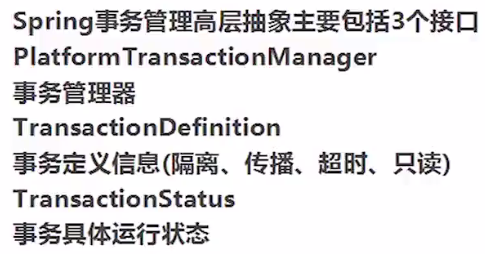 Spring事务管理高层抽象主要包括3个接口
PlatformTransactionManager
事务管理器
TransactionDefinition
事务定义信息(隔离、传播、超时、只读)
TransactionStatus
事务具体运行状态